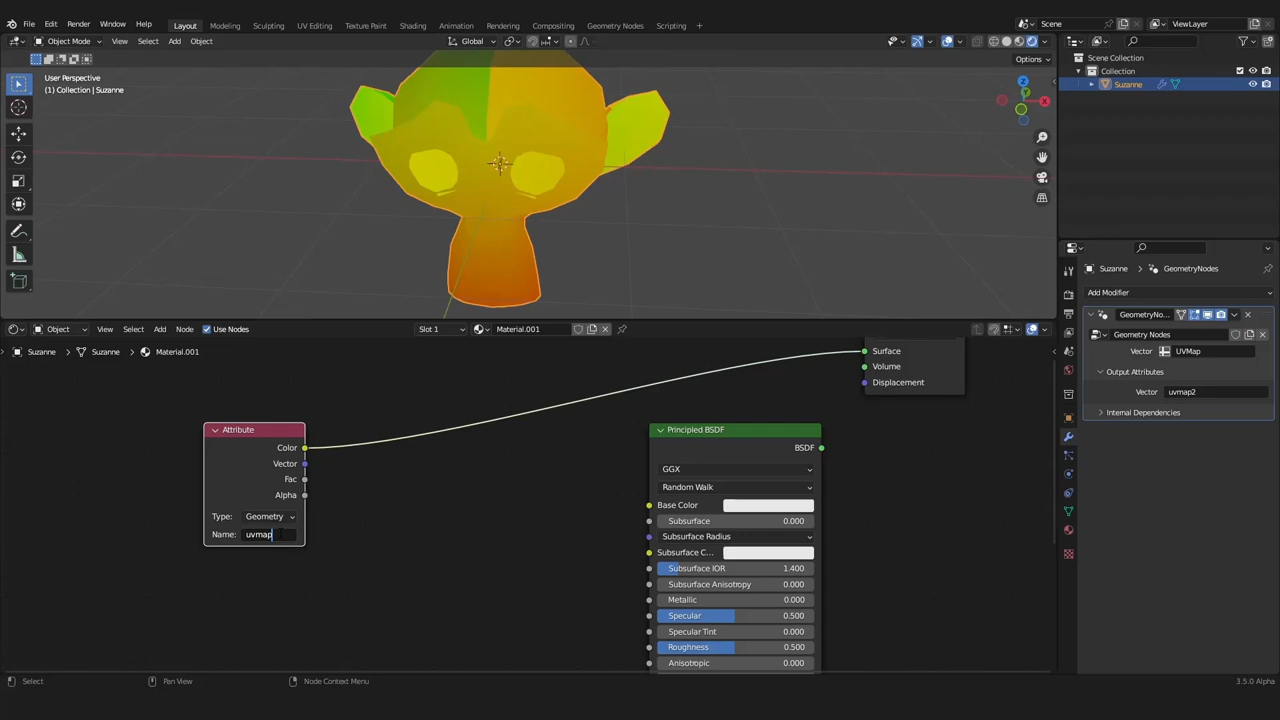 File Edit Render Window Help Layout Modeling Sculpting UV Editing Texture Paint Shading Animation Rendering Compositing Geometry Nodes Scripting + Scene ViewLayer
Object Mode View Select Add Object Global
Options
User Perspective
(1) Collection | Suzanne
Z
Y
X
Scene Collection
Collection
Suzanne
Suzanne GeometryNodes
Add Modifier
GeometryNo...
Geometry Nodes
Vector UVMap
Output Attributes
Vector uvmap2
Internal Dependencies
Object View Select Add Node Use Nodes Slot 1 Material.001
Suzanne Suzanne Material.001
Surface
Volume
Displacement
Attribute
Color
Vector
Fac
Alpha
Type: Geometry
Name: uvmap
Principled BSDF
BSDF
GGX
Random Walk
Base Color
Subsurface 0.000
Subsurface Radius
Subsurface C...
Subsurface IOR 1.400
Subsurface Anisotropy 0.000
Metallic 0.000
Specular 0.500
Specular Tint 0.000
Roughness 0.500
Anisotropic 0.000
Select Pan View Node Context Menu 3.5.0 Alpha